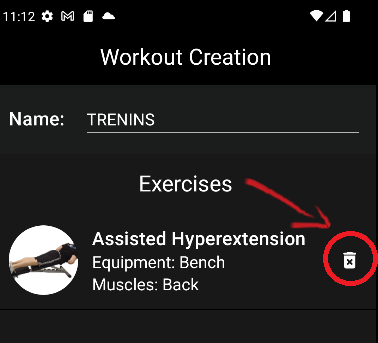 11:12
Workout Creation
Name: TRENINS
Exercises
Assisted Hyperextension
Equipment: Bench
Muscles: Back